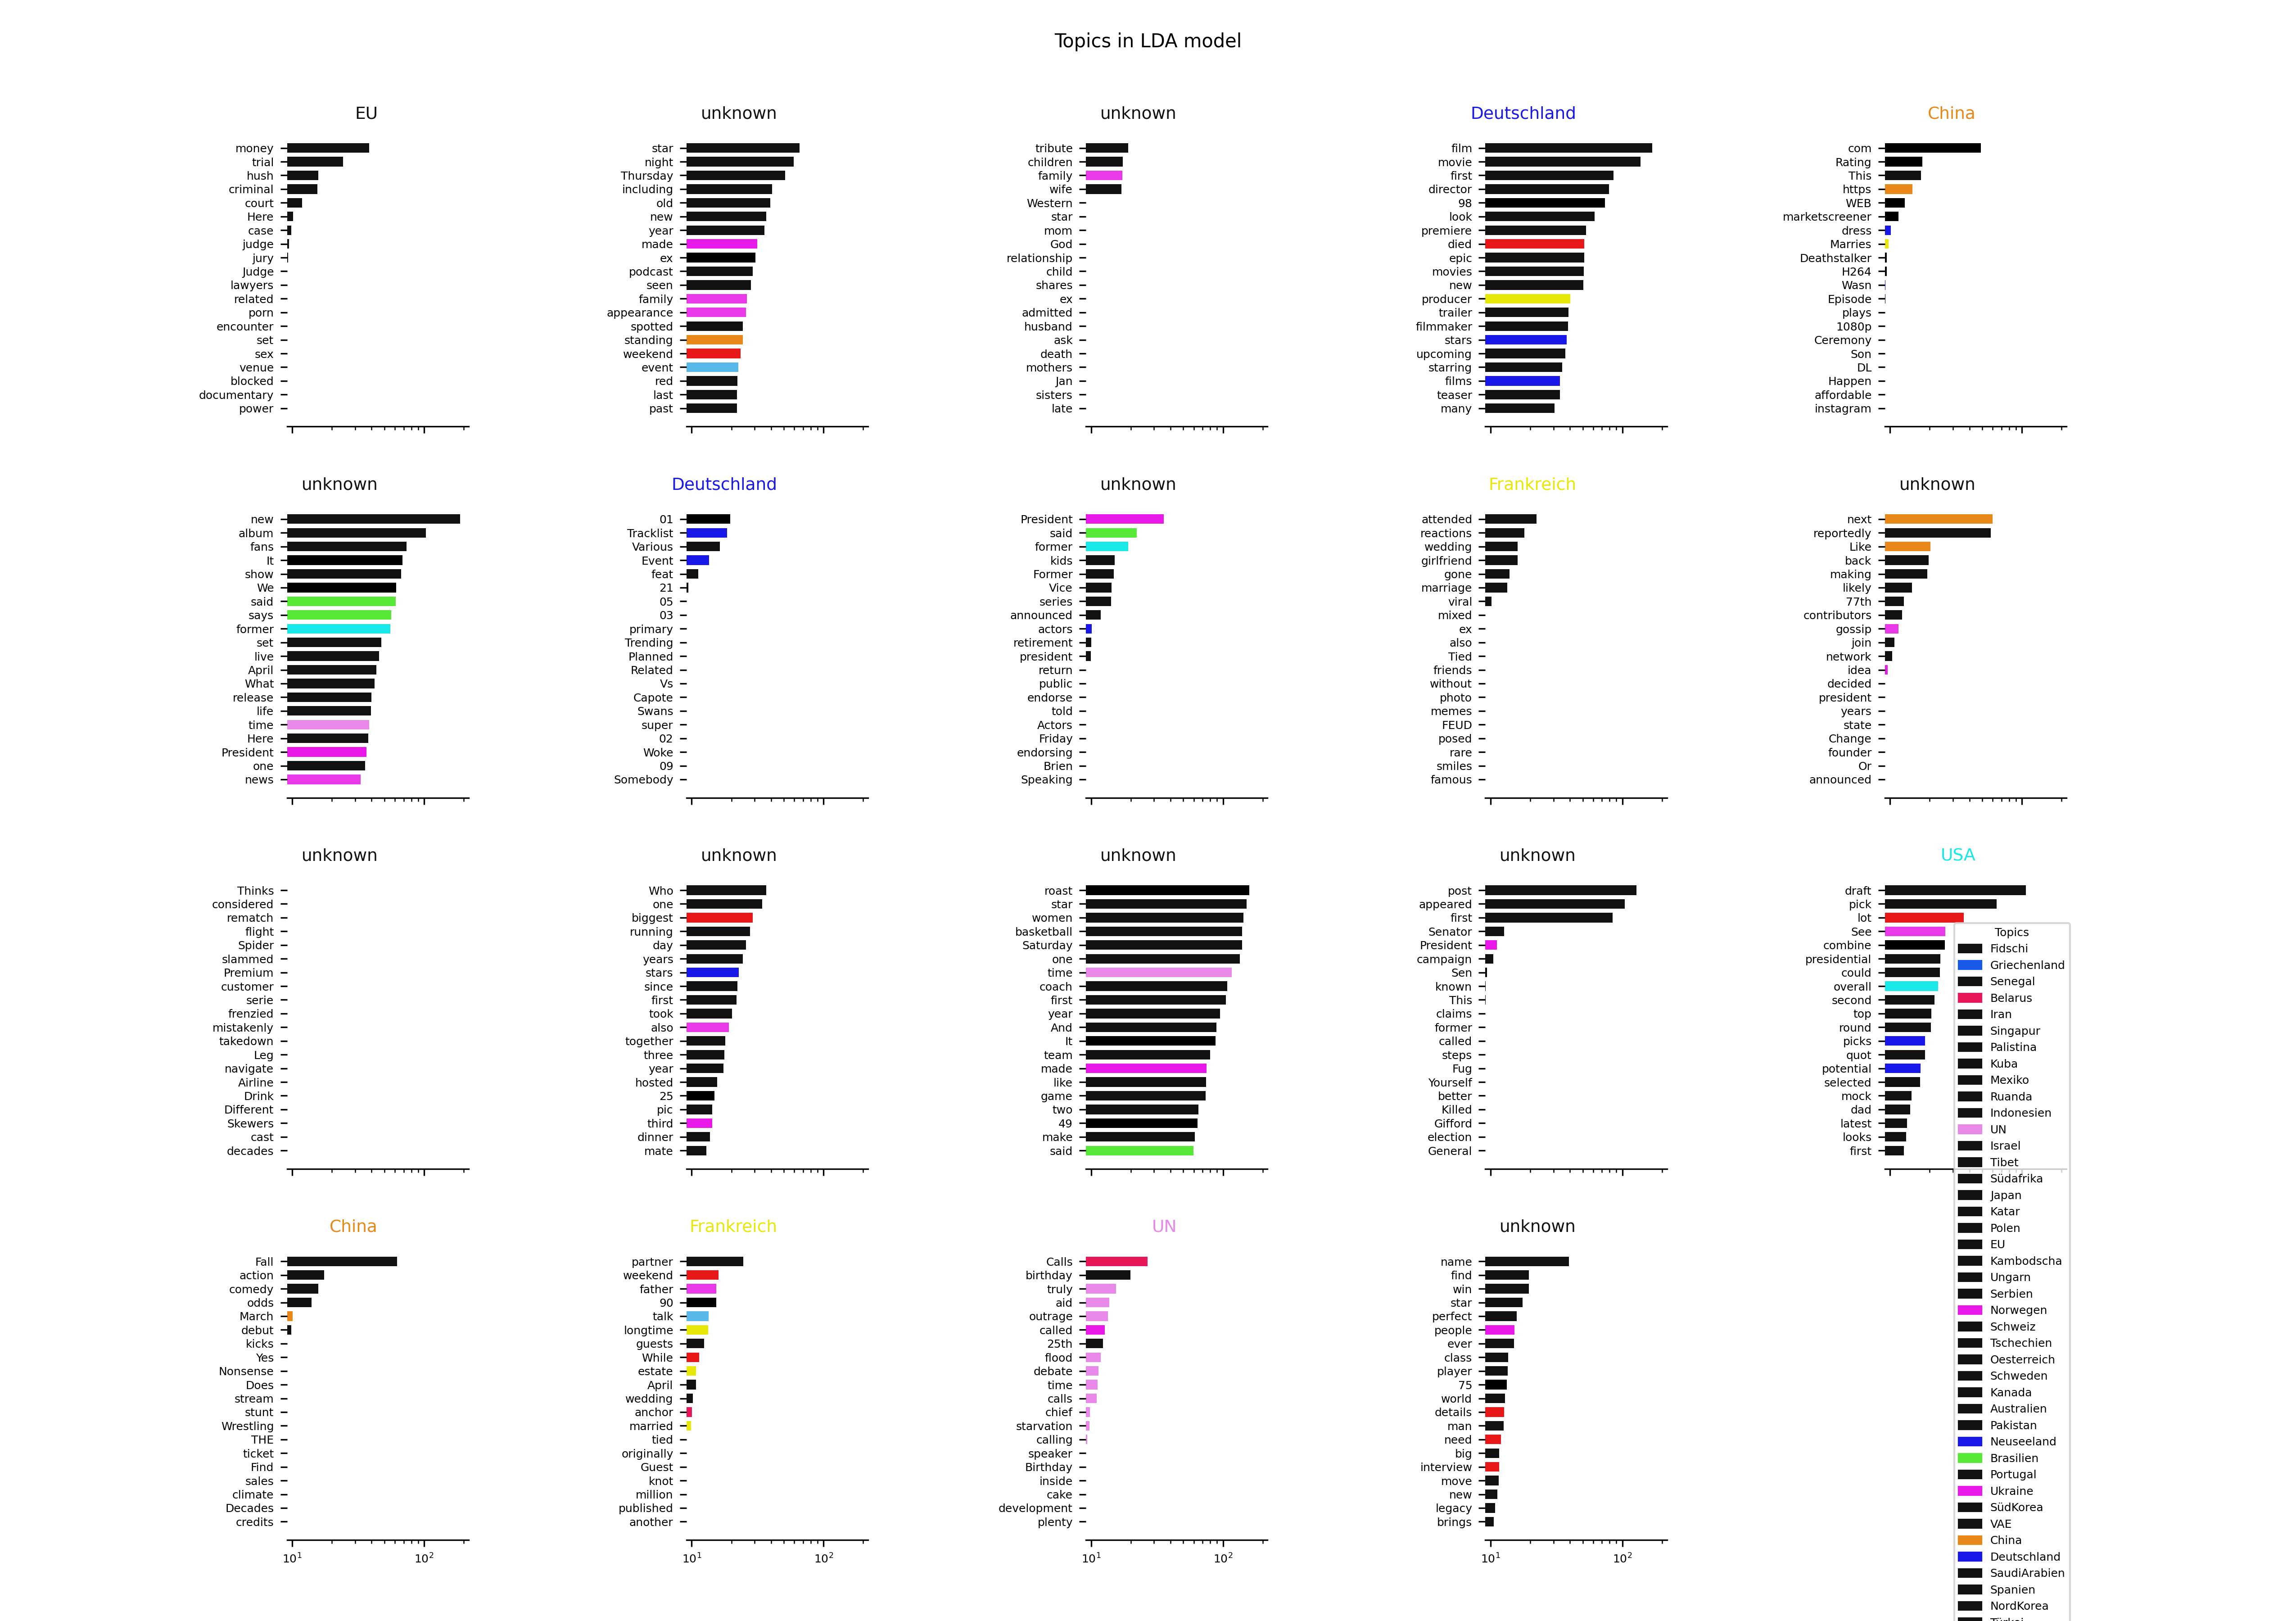 Topics in LDA model
EU
money
trial
hush
criminal
court
Here
case
judge
jury
Judge
lawyers
related
porn
encounter
set
sex
venue
blocked
documentary
power
unknown
star
night
Thursday
including
old
new
year
made
ex
podcast
seen
family
appearance
spotted
standing
weekend
event
red
last
past
unknown
tribute
children
family
wife
Western
star
mom
God
relationship
child
shares
ex
admitted
husband
ask
death
mothers
Jan
sisters
late
Deutschland
film
movie
first
director
98
look
premiere
died
epic
movies
new
producer
trailer
filmmaker
stars
upcoming
starring
films
teaser
many
China
com
Rating
This
https
WEB
marketscreener
dress
Marries
Deathstalker
H264
Wasn
Episode
plays
1080p
Ceremony
Son
DL
Happen
affordable
instagram
unknown
new
album
fans
It
show
We
said
says
former
set
live
April
What
release
life
time
Here
President
one
news
Deutschland
01
Tracklist
Various
Event
feat
21
05
03
primary
Trending
Planned
Related
Vs
Capote
Swans
super
02
Woke
09
Somebody
unknown
President
said
former
kids
Former
Vice
series
announced
actors
retirement
president
return
public
endorse
told
Actors
Friday
endorsing
Brien
Speaking
Frankreich
attended
reactions
wedding
girlfriend
gone
marriage
viral
mixed
ex
also
Tied
friends
without
photo
memes
FEUD
posed
rare
smiles
famous
unknown
next
reportedly
Like
back
making
likely
77th
contributors
gossip
join
network
idea
decided
president
years
state
Change
founder
Or
announced
unknown
Thinks
considered
rematch
flight
Spider
slammed
Premium
customer
serie
frenzied
mistakenly
takedown
Leg
navigate
Airline
Drink
Different
Skewers
cast
decades
unknown
Who
one
biggest
running
day
years
stars
since
first
took
also
together
three
year
hosted
25
pic
third
dinner
mate
unknown
roast
star
women
basketball
Saturday
one
time
coach
first
year
And
It
team
made
like
game
two
49
make
said
unknown
post
appeared
first
Senator
President
campaign
Sen
known
This
claims
former
called
steps
Fug
Yourself
better
Killed
Gifford
election
General
USA
draft
pick
lot
See
combine
presidential
could
overall
second
top
round
picks
quot
potential
selected
mock
dad
latest
looks
first
Topics
Fidschi
Griechenland
Senegal
Belarus
Iran
Singapur
Palistina
Kuba
Mexiko
Ruanda
Indonesien
UN
Israel
Tibet
Südafrika
Japan
Katar
Polen
EU
Kambodscha
Ungarn
Serbien
Norwegen
Schweiz
Tschechien
Oesterreich
Schweden
Kanada
Australien
Pakistan
Neuseeland
Brasilien
Portugal
Ukraine
SüdKorea
VAE
China
Deutschland
SaudiArabien
Spanien
NordKorea
China
Fall
action
comedy
odds
March
debut
kicks
Yes
Nonsense
Does
stream
stunt
Wrestling
THE
ticket
Find
sales
climate
Decades
credits
10¹ 10²
Frankreich
partner
weekend
father
90
talk
longtime
guests
While
estate
April
wedding
anchor
married
tied
originally
Guest
knot
million
published
another
10¹ 10²
UN
Calls
birthday
truly
aid
outrage
called
25th
flood
debate
time
calls
chief
starvation
calling
speaker
Birthday
inside
cake
development
plenty
10¹ 10²
unknown
name
find
win
star
perfect
people
ever
class
player
75
world
details
man
need
big
interview
move
new
legacy
brings
10¹ 10²